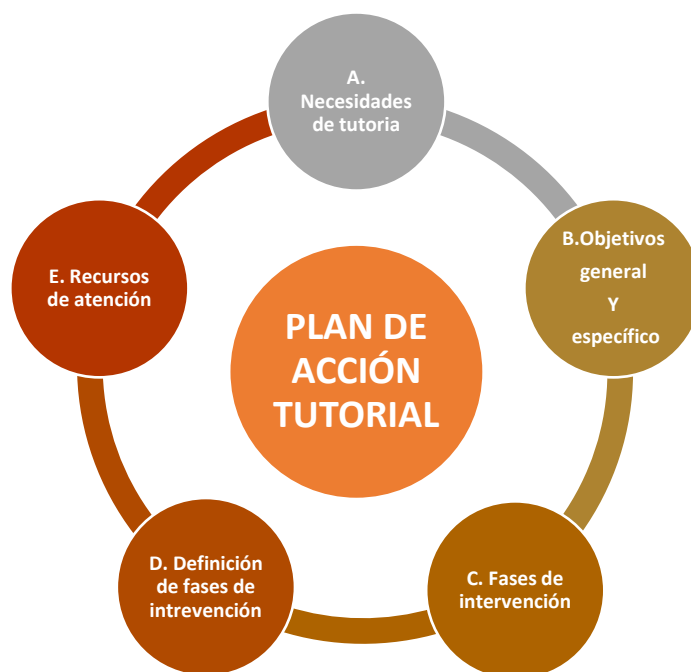 A.
Necesidades
de tutoria
B.Objetivos
general
Y
específico
C. Fases de
intervención
D. Definición
de fases de
intrevención
E. Recursos
de atención
PLAN DE
ACCIÓN
TUTORIAL